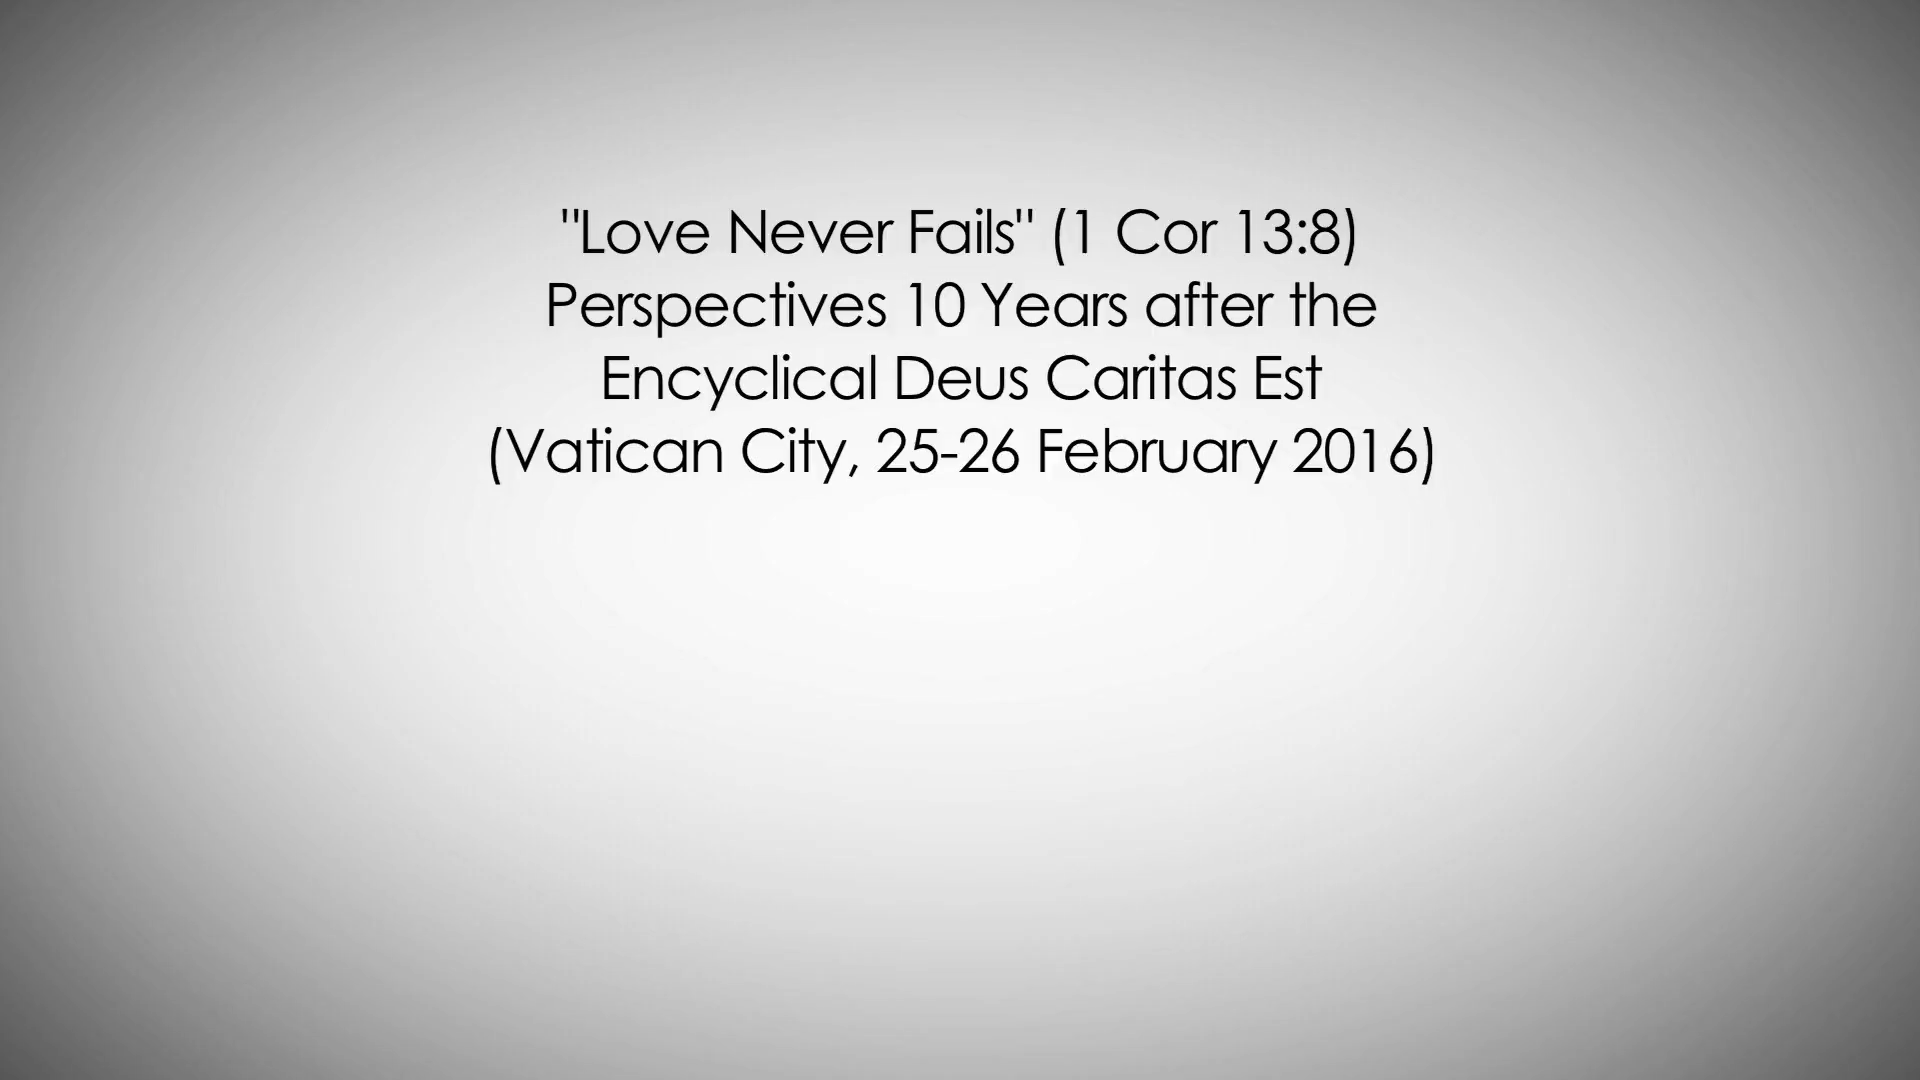 "Love Never Fails" (1 Cor 13:8)
Perspectives 10 Years after the
Encyclical Deus Caritas Est
(Vatican City, 25-26 February 2016)